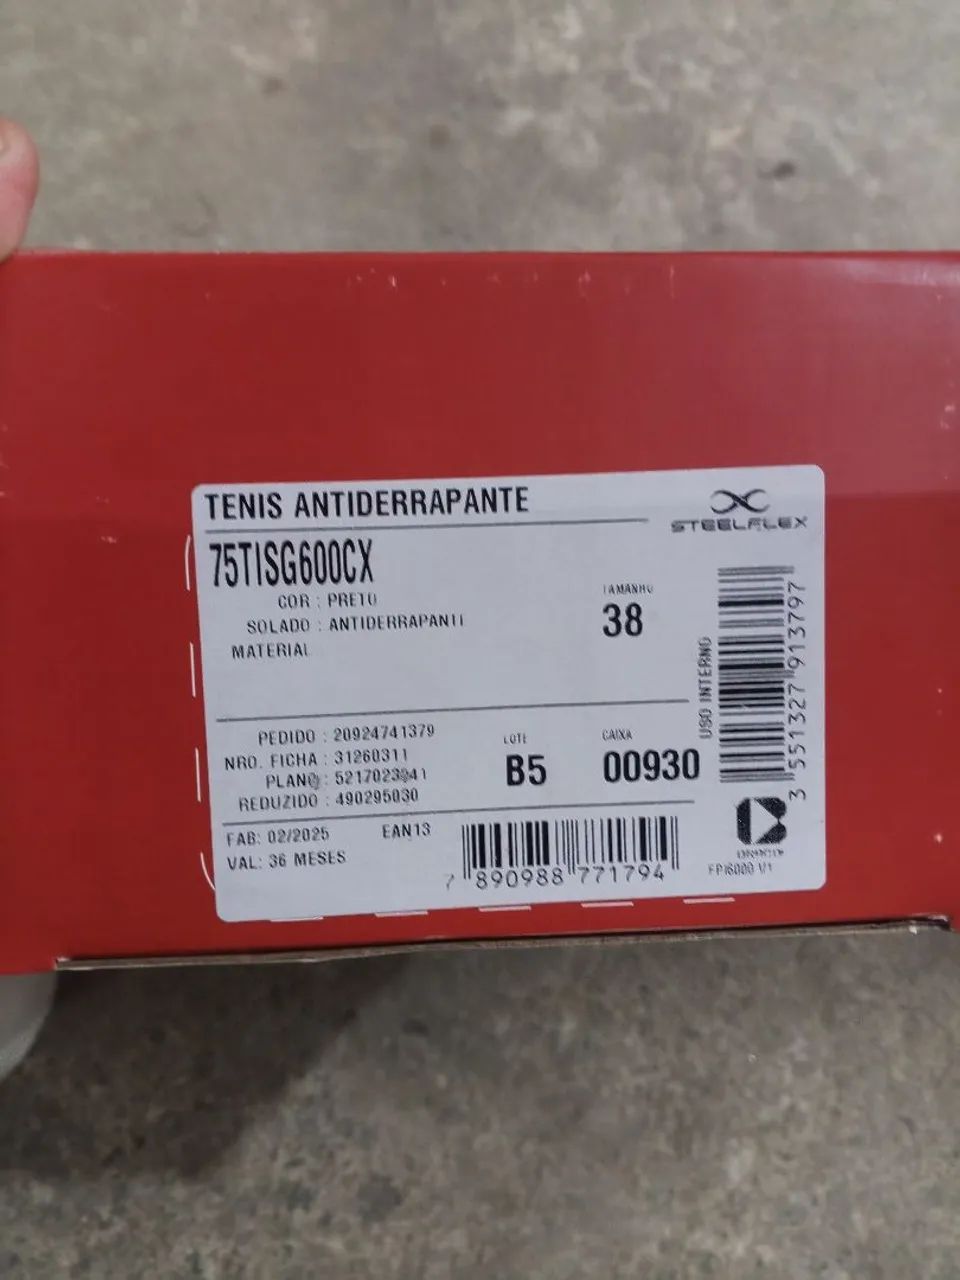 TENIS ANTIDERRAPANTE
STEELFLEX
75TISG600CX
COR : PRETO
SOLADO : ANTIDERRAPANTE
MATERIAL
TAMANHO
38
USO INTERNO
3 551327 913797
PEDIDO : 20924741379
NRO. FICHA : 31260311
PLANO :
REDUZIDO : 490295030
LOTE
B5
CAIXA
00930
FAB: 02/2025
VAL: 36 MESES
EAN13
7 890988 771794
FPI6000 V1